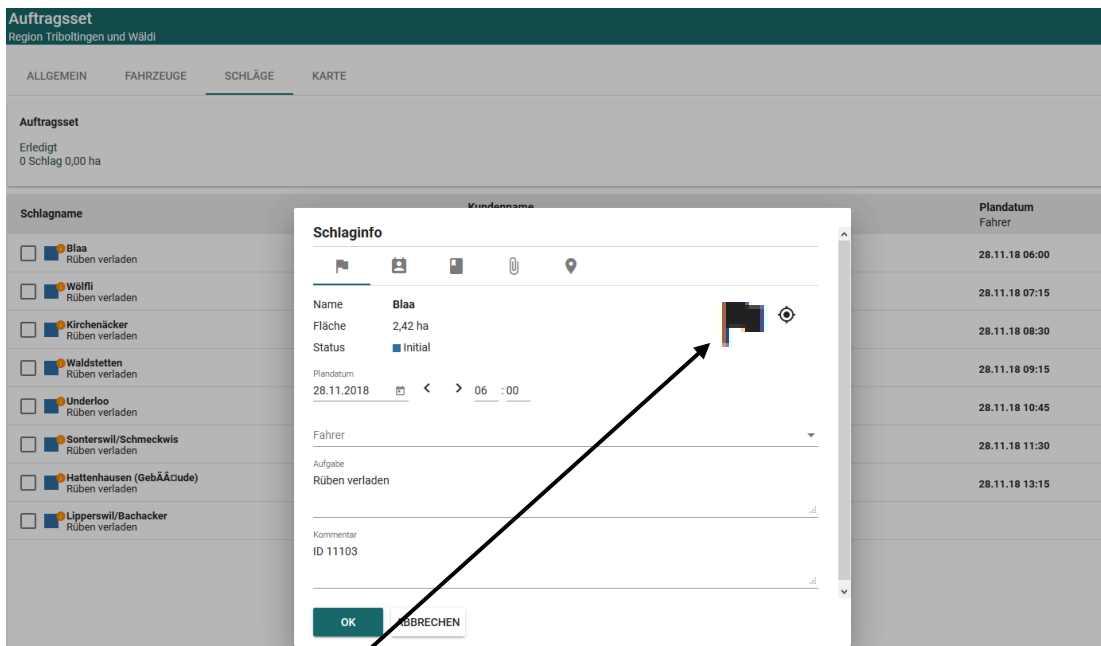 Auftragsset
Region Triboltingen und Wäldi
ALLGEMEIN FAHRZEUGE SCHLÄGE KARTE
Auftragsset
Erledigt
0 Schlag 0,00 ha
Schlagname Kundenname Plandatum
Fahrer
Blaa
Rüben verladen
28.11.18 06:00
Wölfli
Rüben verladen
28.11.18 07:15
Kirchenäcker
Rüben verladen
28.11.18 08:30
Waldstetten
Rüben verladen
28.11.18 09:15
Underloo
Rüben verladen
28.11.18 10:45
Sonterswil/Schmeckwis
Rüben verladen
28.11.18 11:30
Hattenhausen (GebÃÂ¤ude)
Rüben verladen
28.11.18 13:15
Lipperswil/Bachacker
Rüben verladen
Schlaginfo
Name Blaa
Fläche 2,42 ha
Status Initial
Plandatum
28.11.2018 06 :00
Fahrer
Aufgabe
Rüben verladen
Kommentar
ID 11103
OK ABBRECHEN